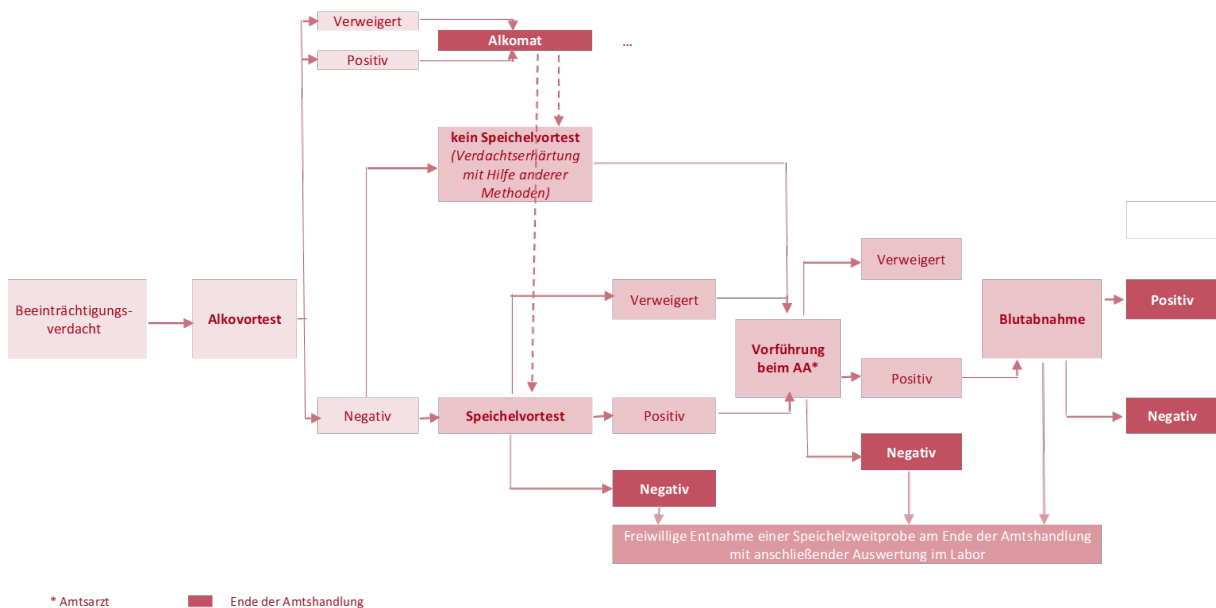 Verweigert
Alkomat
...
Positiv
kein Speichelvortest
(Verdachtserhärtung
mit Hilfe anderer
Methoden)
Verweigert
Beeinträchtigungs-
verdacht
Alkovortest
Verweigert
Blutabnahme
Positiv
Vorführung
beim AA*
Positiv
Negativ
Speichelvortest
Positiv
Negativ
Negativ
Negativ
Freiwillige Entnahme einer Speichelzweitprobe am Ende der Amtshandlung
mit anschließender Auswertung im Labor
* Amtsarzt
Ende der Amtshandlung